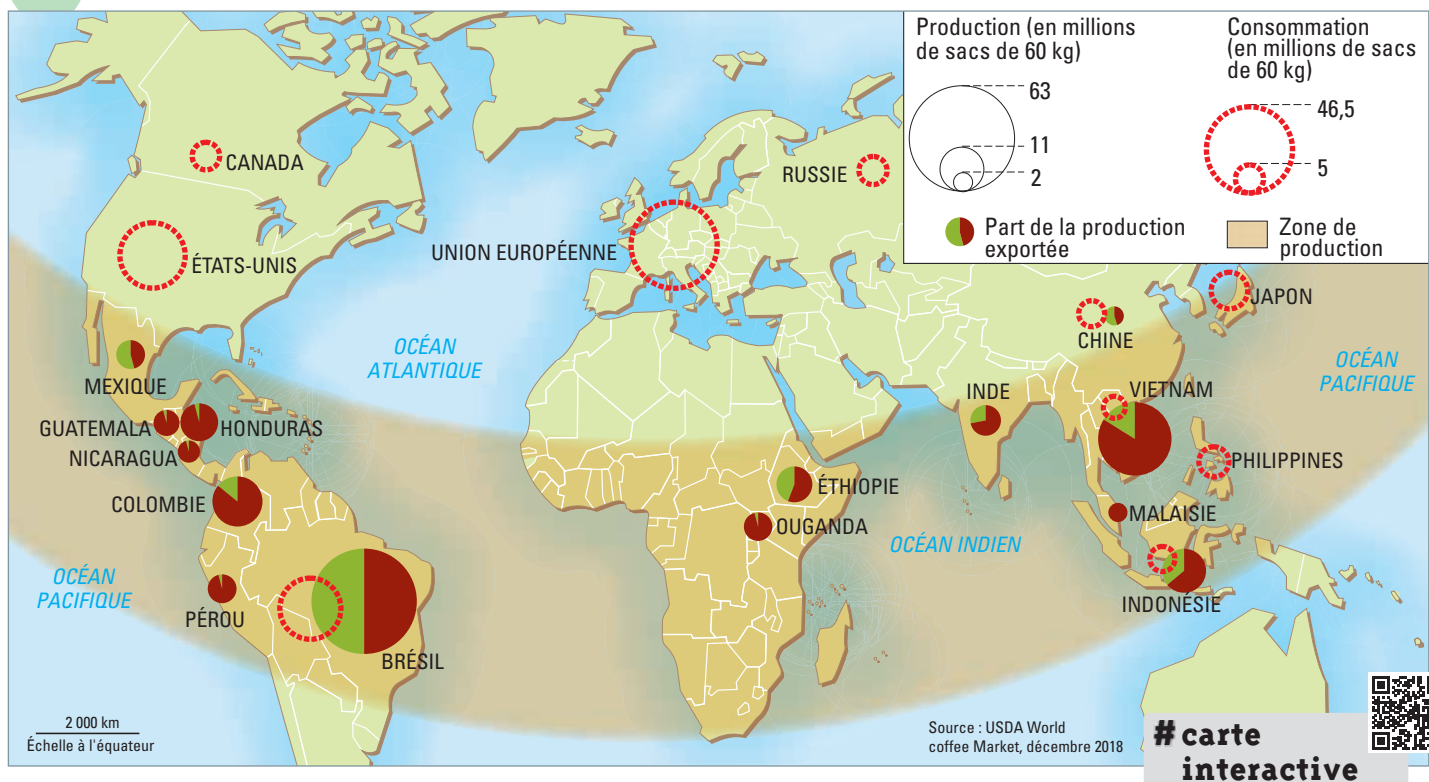 Production (en millions
de sacs de 60 kg)
63
11
2
Consommation
(en millions de sacs
de 60 kg)
46,5
5
Part de la production
exportée
Zone de
production
CANADA
RUSSIE
ÉTATS-UNIS
UNION EUROPÉENNE
JAPON
CHINE
OCÉAN
ATLANTIQUE
OCÉAN
PACIFIQUE
MEXIQUE
INDE
VIETNAM
GUATEMALA
HONDURAS
NICARAGUA
PHILIPPINES
COLOMBIE
ÉTHIOPIE
MALAISIE
OUGANDA
OCÉAN INDIEN
OCÉAN
PACIFIQUE
PÉROU
INDONÉSIE
BRÉSIL
2 000 km
Échelle à l'équateur
Source : USDA World
coffee Market, décembre 2018
# carte
interactive